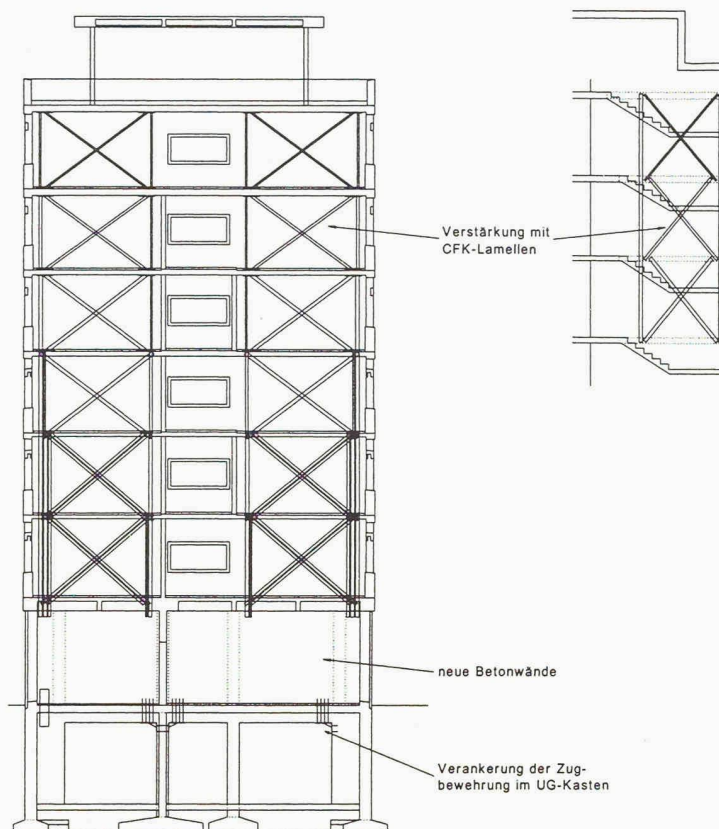 Verstärkung mit
CFK-Lamellen
neue Betonwände
Verankerung der Zug-
bewehrung im UG-Kasten